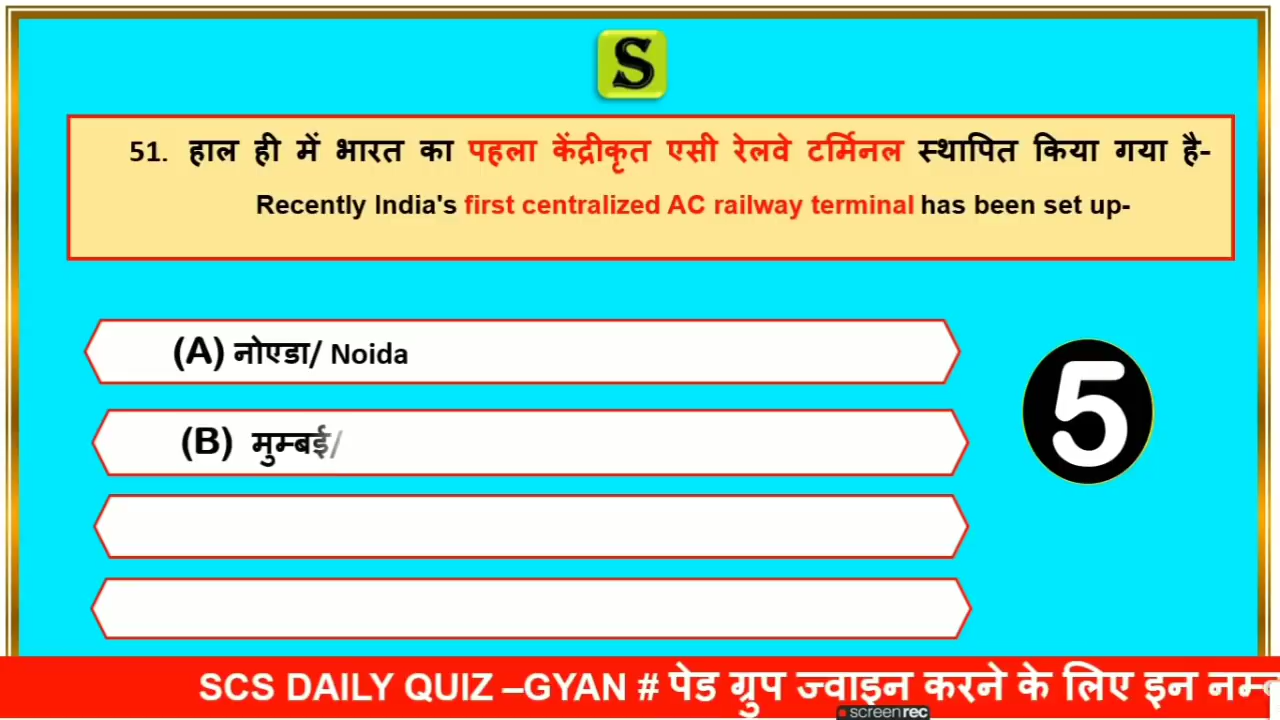 S
51. हाल ही में भारत का पहला केंद्रीकृत एसी रेलवे टर्मिनल स्थापित किया गया है-
Recently India's first centralized AC railway terminal has been set up-
(A) नोएडा/ Noida
(B) मुम्बई/
5
SCS DAILY QUIZ –GYAN # पेड ग्रुप ज्वाइन करने के लिए इन
screenrec